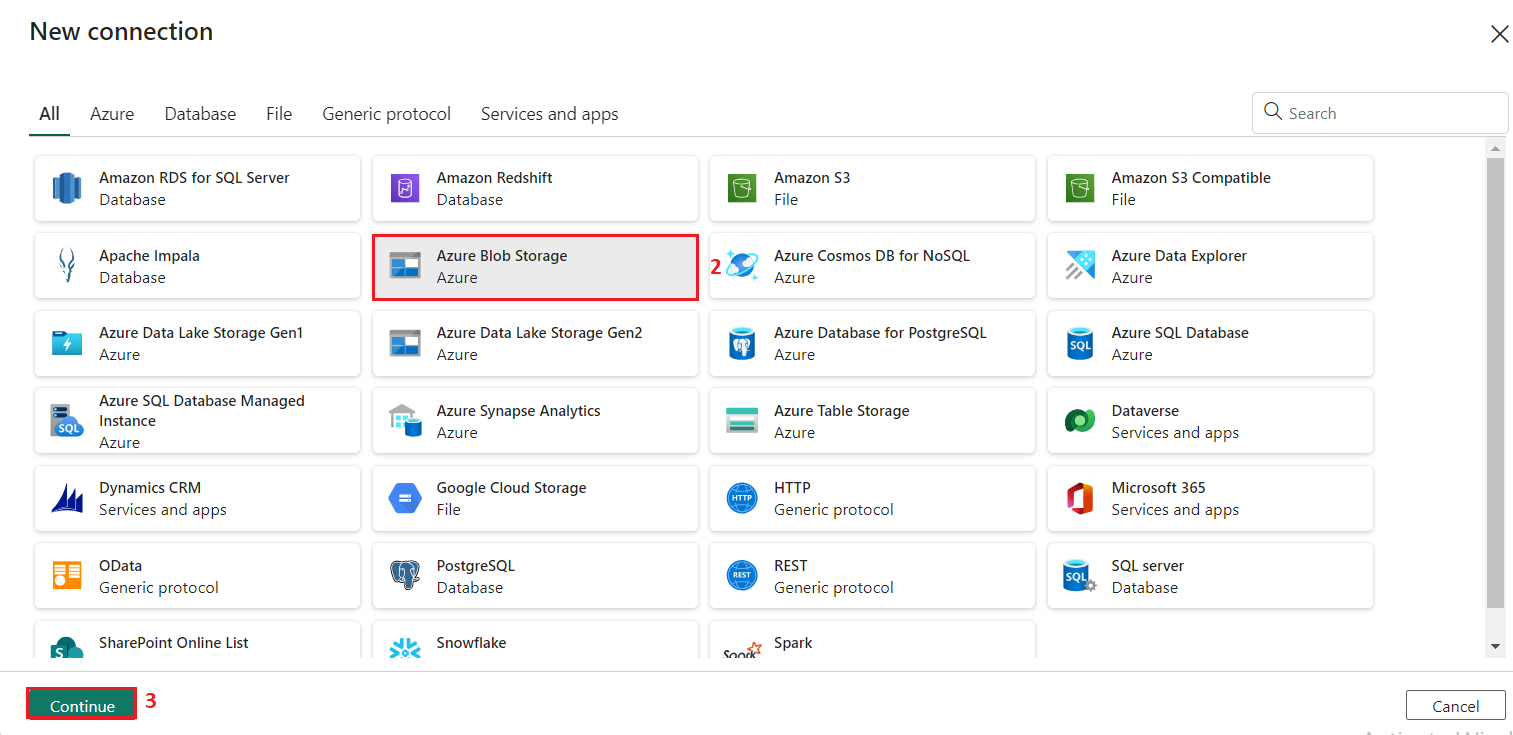 New connection
All
Azure
Database
File
Generic protocol
Services and apps
Search
Amazon RDS for SQL Server
Database
Amazon Redshift
Database
Amazon S3
File
Amazon S3 Compatible
File
Apache Impala
Database
Azure Blob Storage
Azure
2
Azure Cosmos DB for NoSQL
Azure
Azure Data Explorer
Azure
Azure Data Lake Storage Gen1
Azure
Azure Data Lake Storage Gen2
Azure
Azure Database for PostgreSQL
Azure
SQL
Azure SQL Database
Azure
SQL
Azure SQL Database Managed
Instance
Azure
Azure Synapse Analytics
Azure
Azure Table Storage
Azure
Dataverse
Services and apps
Dynamics CRM
Services and apps
Google Cloud Storage
File
HTTP
HTTP
Generic protocol
Microsoft 365
Services and apps
OData
Generic protocol
PostgreSQL
Database
REST
REST
Generic protocol
SQL
SQL server
Database
S
SharePoint Online List
Snowflake
Spark
Spark
Continue
3
Cancel